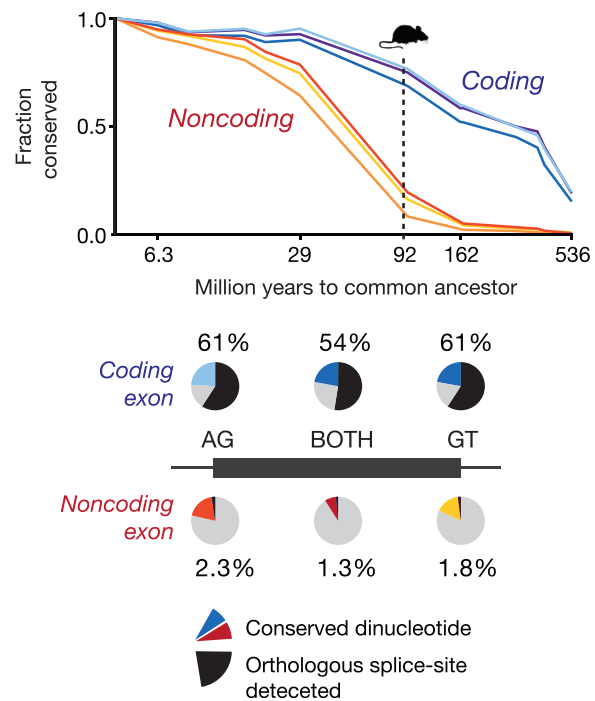 1.0
0.5
0.0
Fraction
conserved
Coding
Noncoding
6.3 29 92 162 536
Million years to common ancestor
61% 54% 61%
Coding
exon
AG BOTH GT
Noncoding
exon
2.3% 1.3% 1.8%
Conserved dinucleotide
Orthologous splice-site
deteceted